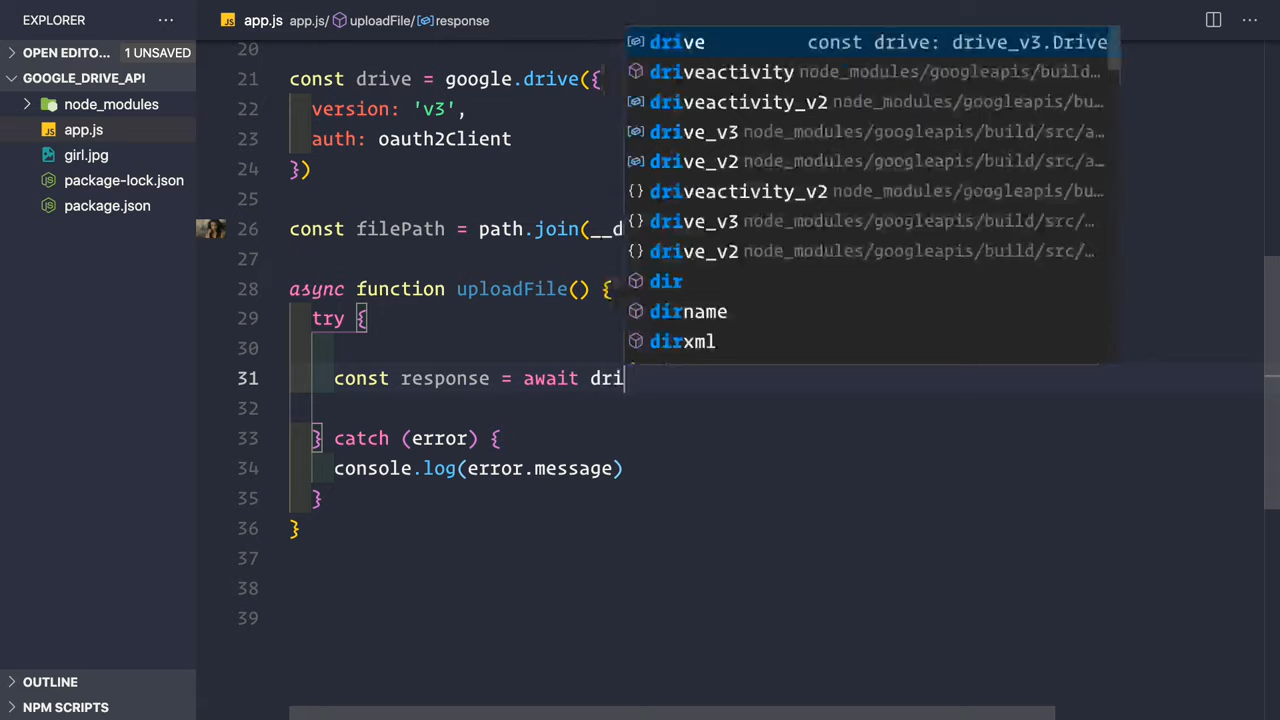 EXPLORER ...
OPEN EDITO... 1 UNSAVED
GOOGLE_DRIVE_API
node_modules
app.js
girl.jpg
package-lock.json
package.json
OUTLINE
NPM SCRIPTS
app.js app.js/ uploadFile/ response
20
21 const drive = google.drive({
22 version: 'v3',
23 auth: oauth2Client
24 })
25
26 const filePath = path.join(__d
27
28 async function uploadFile() {
29 try {
30
31 const response = await dri
32
33 } catch (error) {
34 console.log(error.message)
35 }
36 }
37
38
39
drive const drive: drive_v3.Drive
driveactivity node_modules/googleapis/build...
driveactivity_v2 node_modules/googleapis/bu...
drive_v3 node_modules/googleapis/build/src/a...
drive_v2 node_modules/googleapis/build/src/a...
driveactivity_v2 node_modules/googleapis/bu...
drive_v3 node_modules/googleapis/build/src/...
drive_v2 node_modules/googleapis/build/src/...
dir
dirname
dirxml